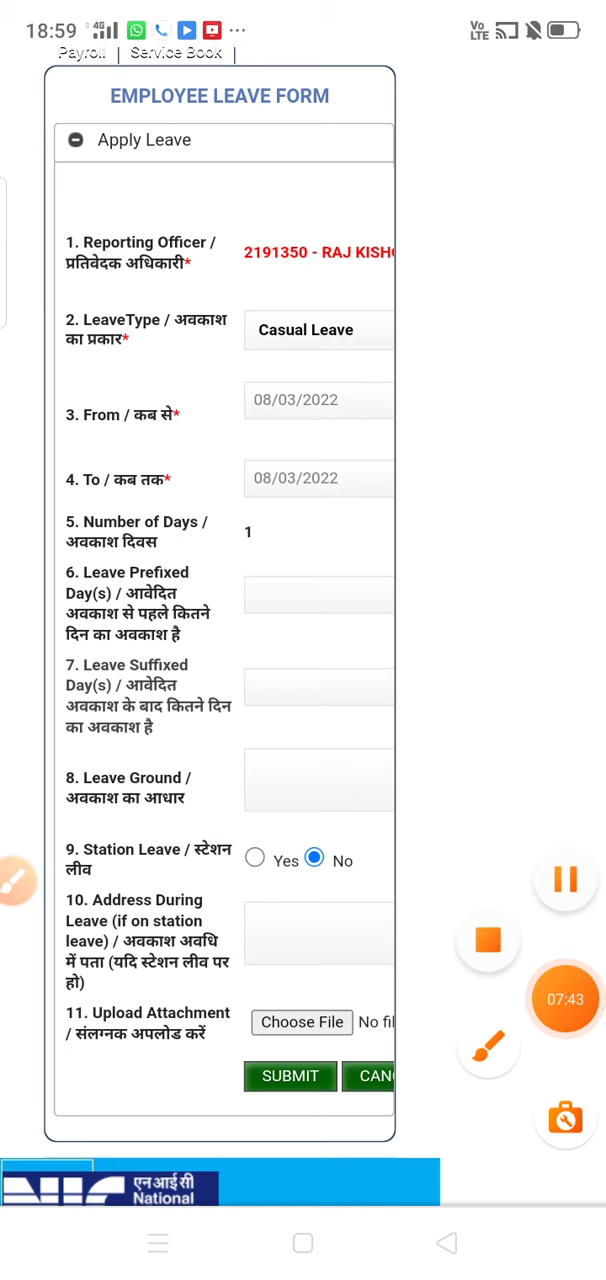 18:59 4G ... Vo LTE
Payroll | Service Book |
EMPLOYEE LEAVE FORM
Apply Leave
1. Reporting Officer /
प्रतिवेदक अधिकारी*
2191350 - RAJ KISH
2. LeaveType / अवकाश
का प्रकार*
Casual Leave
3. From / कब से*
08/03/2022
4. To / कब तक*
08/03/2022
5. Number of Days /
अवकाश दिवस
1
6. Leave Prefixed
Day(s) / आवेदित
अवकाश से पहले कितने
दिन का अवकाश है
7. Leave Suffixed
Day(s) / आवेदित
अवकाश के बाद कितने दिन
का अवकाश है
8. Leave Ground /
अवकाश का आधार
9. Station Leave / स्टेशन
लीव
Yes No
10. Address During
Leave (if on station
leave) / अवकाश अवधि
में पता (यदि स्टेशन लीव पर
हो)
11. Upload Attachment
/ संलग्नक अपलोड करें
Choose File No fil
SUBMIT CAN
07:43
NIC एनआईसी
National